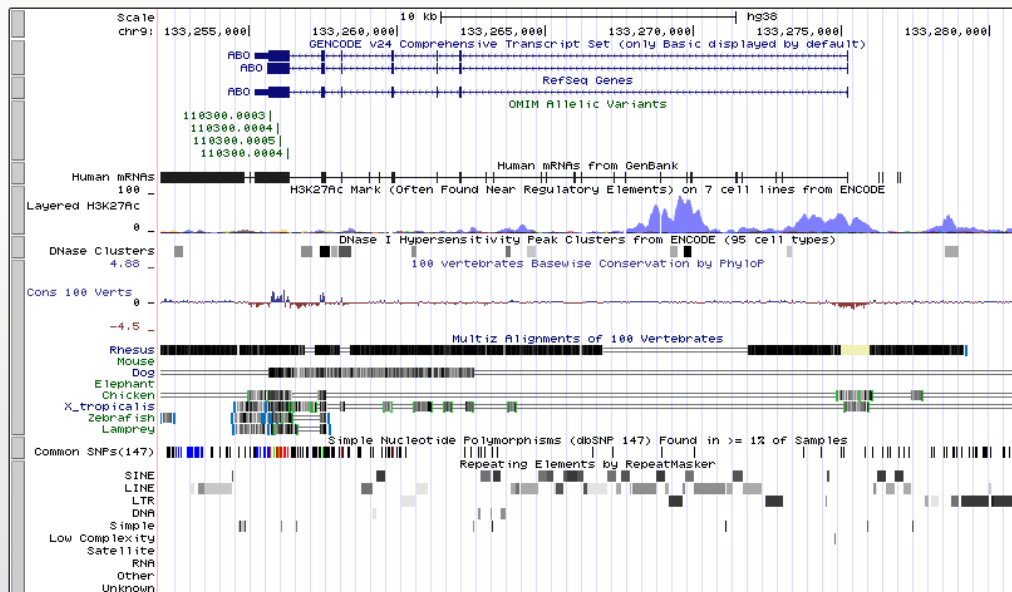 Scale 10 kb hg38
chr9: 133,255,000 133,260,000 133,265,000 133,270,000 133,275,000 133,280,000
GENCODE v24 Comprehensive Transcript Set (only Basic displayed by default)
ABO
ABO
RefSeq Genes
ABO
OMIM Allelic Variants
110300.0003
110300.0004
110300.0005
110300.0004
Human mRNAs from GenBank
Human mRNAs
H3K27Ac Mark (Often Found Near Regulatory Elements) on 7 cell lines from ENCODE
100 _
Layered H3K27Ac
0 _
DNase I Hypersensitivity Peak Clusters from ENCODE (95 cell types)
DNase Clusters
100 vertebrates Basewise Conservation by PhyloP
4.88 _
Cons 100 Verts
0 _
-4.5 _
Multiz Alignments of 100 Vertebrates
Rhesus
Mouse
Dog
Elephant
Chicken
X_tropicalis
Zebrafish
Lamprey
Simple Nucleotide Polymorphisms (dbSNP 147) Found in >= 1% of Samples
Common SNPs(147)
Repeating Elements by RepeatMasker
SINE
LINE
LTR
DNA
Simple
Low Complexity
Satellite
RNA
Other
Unknown